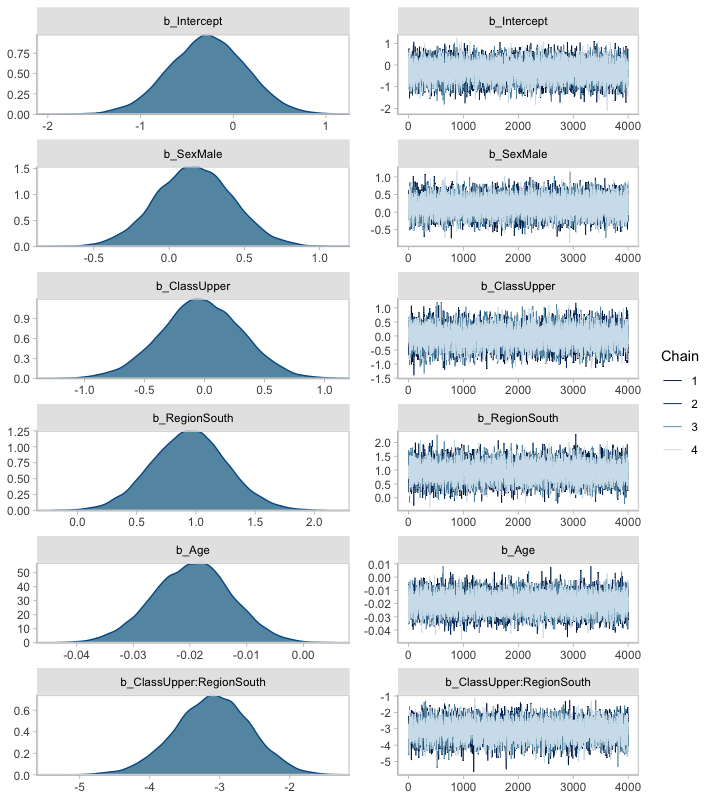 b_Intercept
0.75
0.50
0.25
0.00
-2 -1 0 1
b_Intercept
1
0
-1
-2
0 1000 2000 3000 4000
b_SexMale
1.5
1.0
0.5
0.0
-0.5 0.0 0.5 1.0
b_SexMale
1.0
0.5
0.0
-0.5
0 1000 2000 3000 4000
b_ClassUpper
0.9
0.6
0.3
0.0
-1.0 -0.5 0.0 0.5 1.0
b_ClassUpper
1.0
0.5
0.0
-0.5
-1.0
-1.5
0 1000 2000 3000 4000
b_RegionSouth
1.25
1.00
0.75
0.50
0.25
0.00
0.0 0.5 1.0 1.5 2.0
b_RegionSouth
2.0
1.5
1.0
0.5
0.0
0 1000 2000 3000 4000
b_Age
50
40
30
20
10
0
-0.04 -0.03 -0.02 -0.01 0.00
b_Age
0.01
0.00
-0.01
-0.02
-0.03
-0.04
0 1000 2000 3000 4000
b_ClassUpper:RegionSouth
0.6
0.4
0.2
0.0
-5 -4 -3 -2
b_ClassUpper:RegionSouth
-1
-2
-3
-4
-5
0 1000 2000 3000 4000
Chain
1
2
3
4